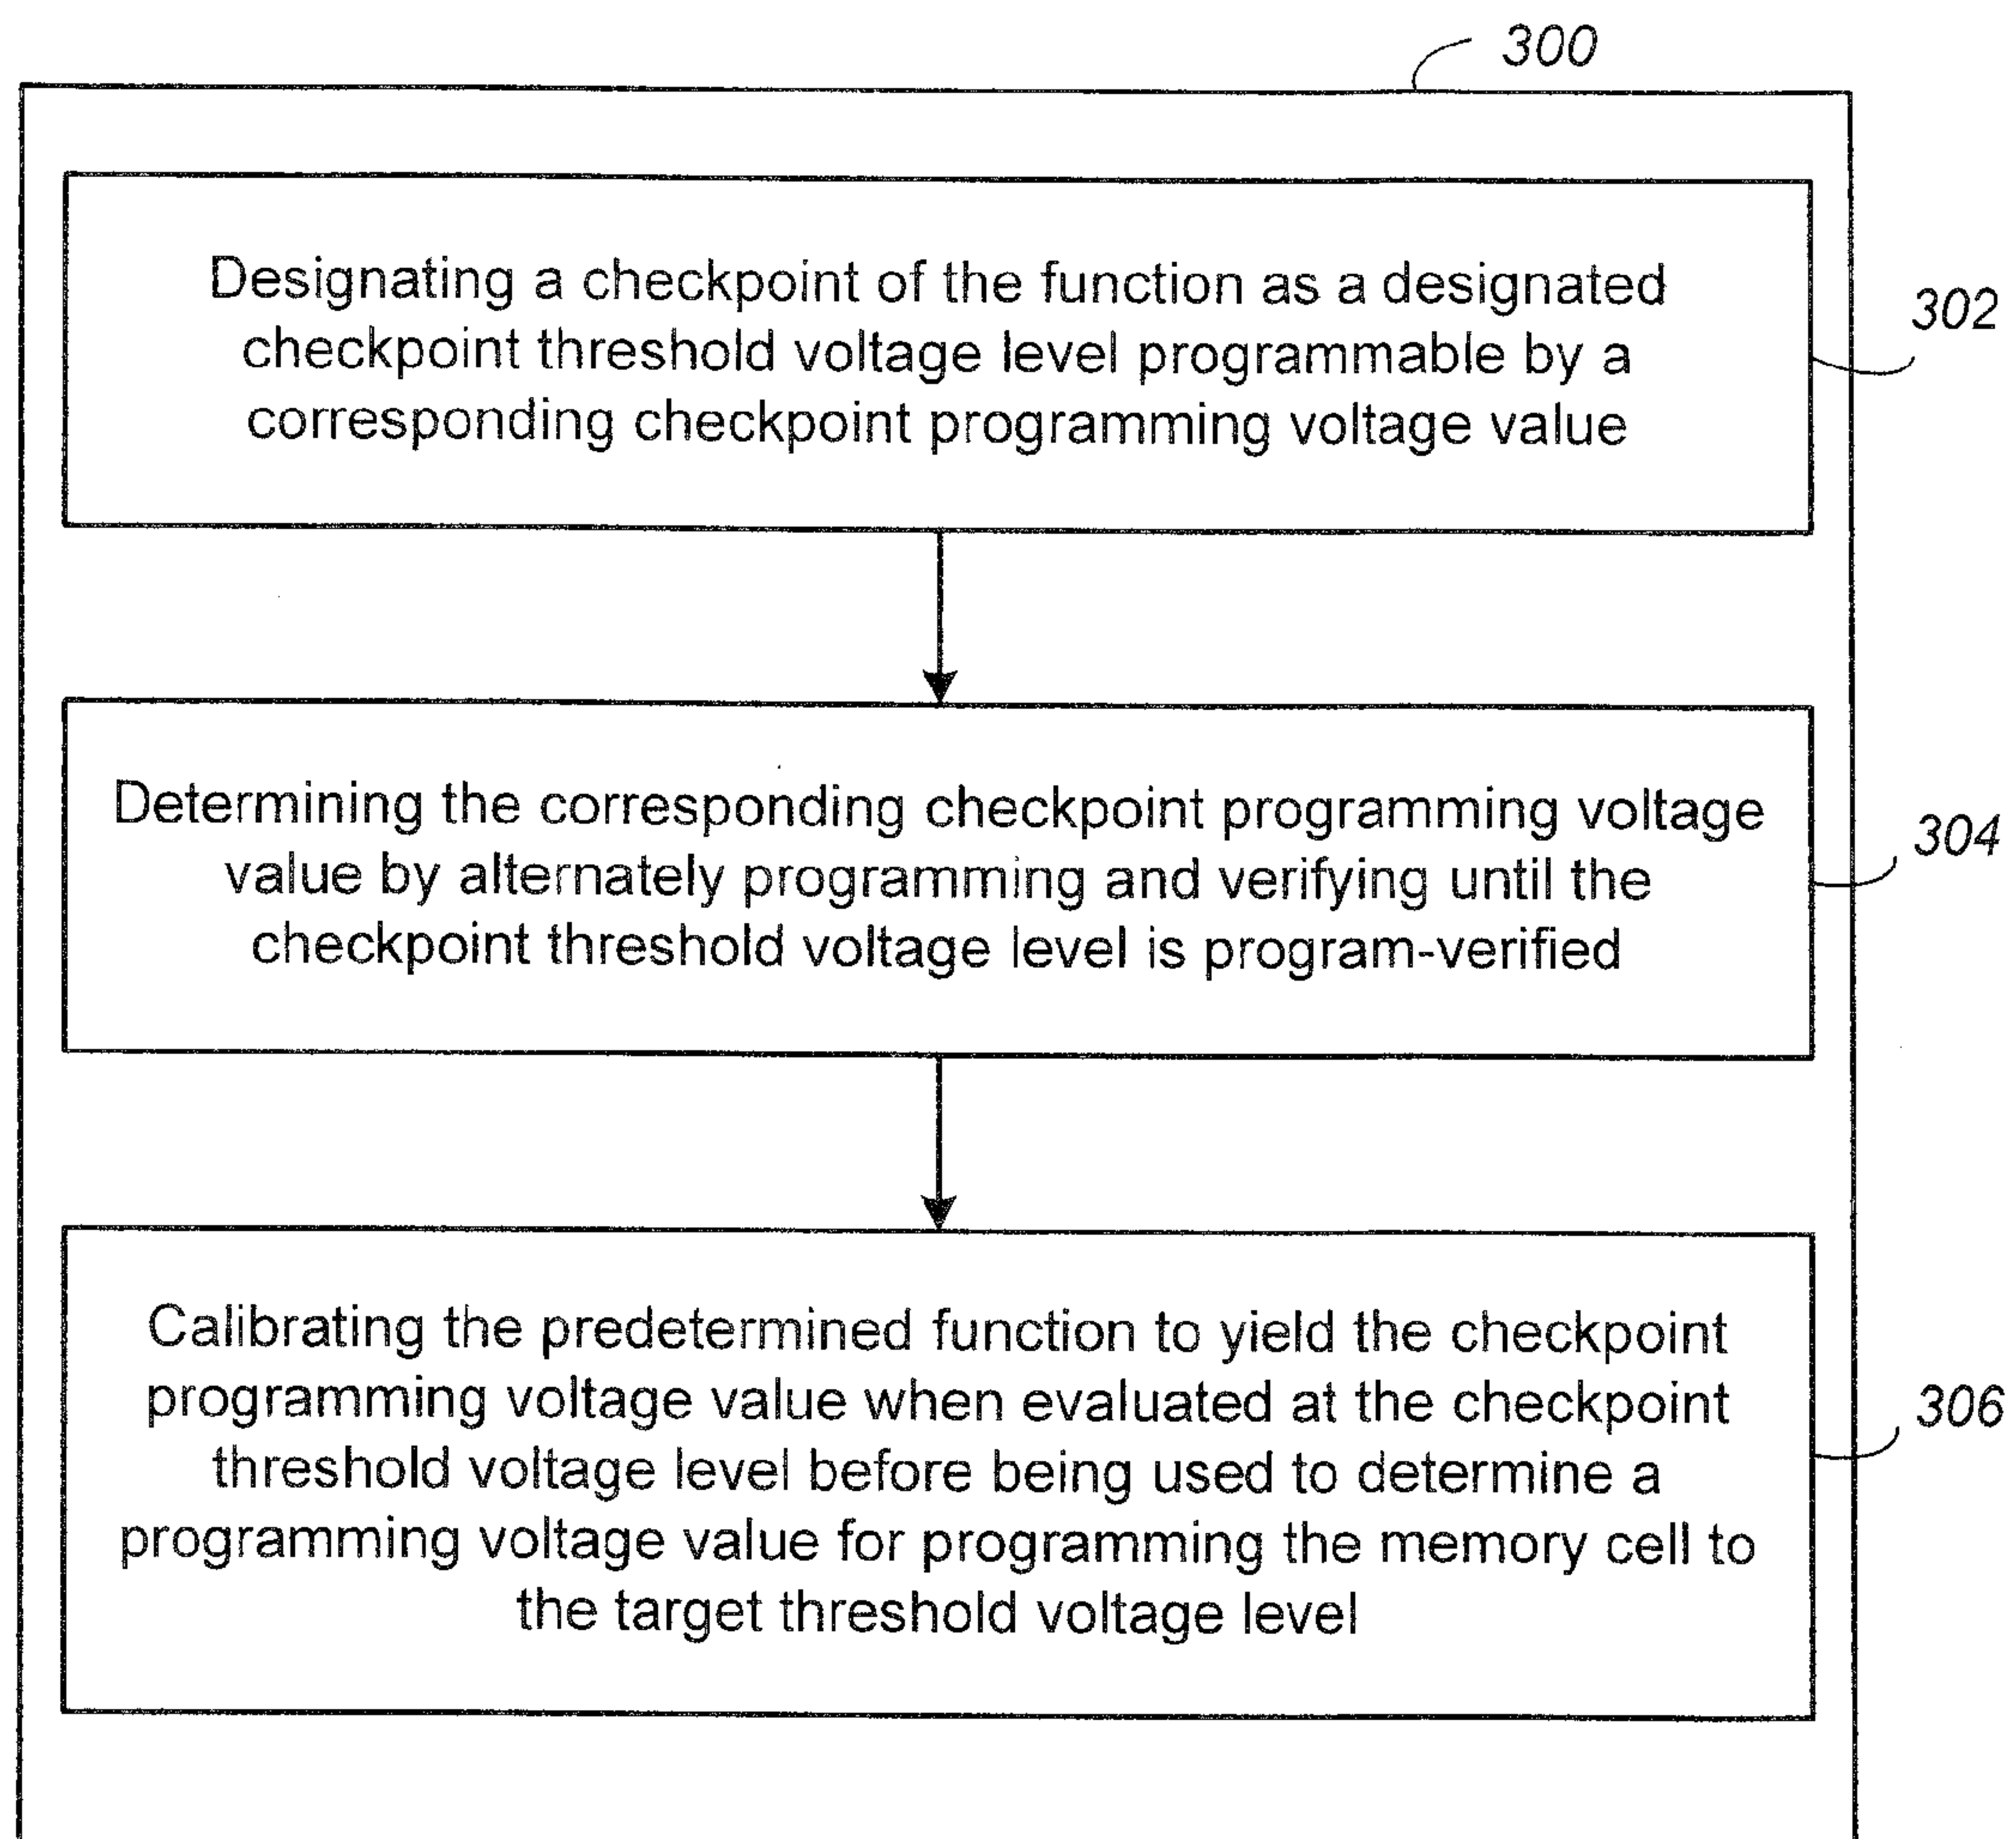 300
Designating a checkpoint of the function as a designated
checkpoint threshold voltage level programmable by a
corresponding checkpoint programming voltage value
302
Determining the corresponding checkpoint programming voltage
value by alternately programming and verifying until the
checkpoint threshold voltage level is program-verified
304
Calibrating the predetermined function to yield the checkpoint
programming voltage value when evaluated at the checkpoint
threshold voltage level before being used to determine a
programming voltage value for programming the memory cell to
the target threshold voltage level
306